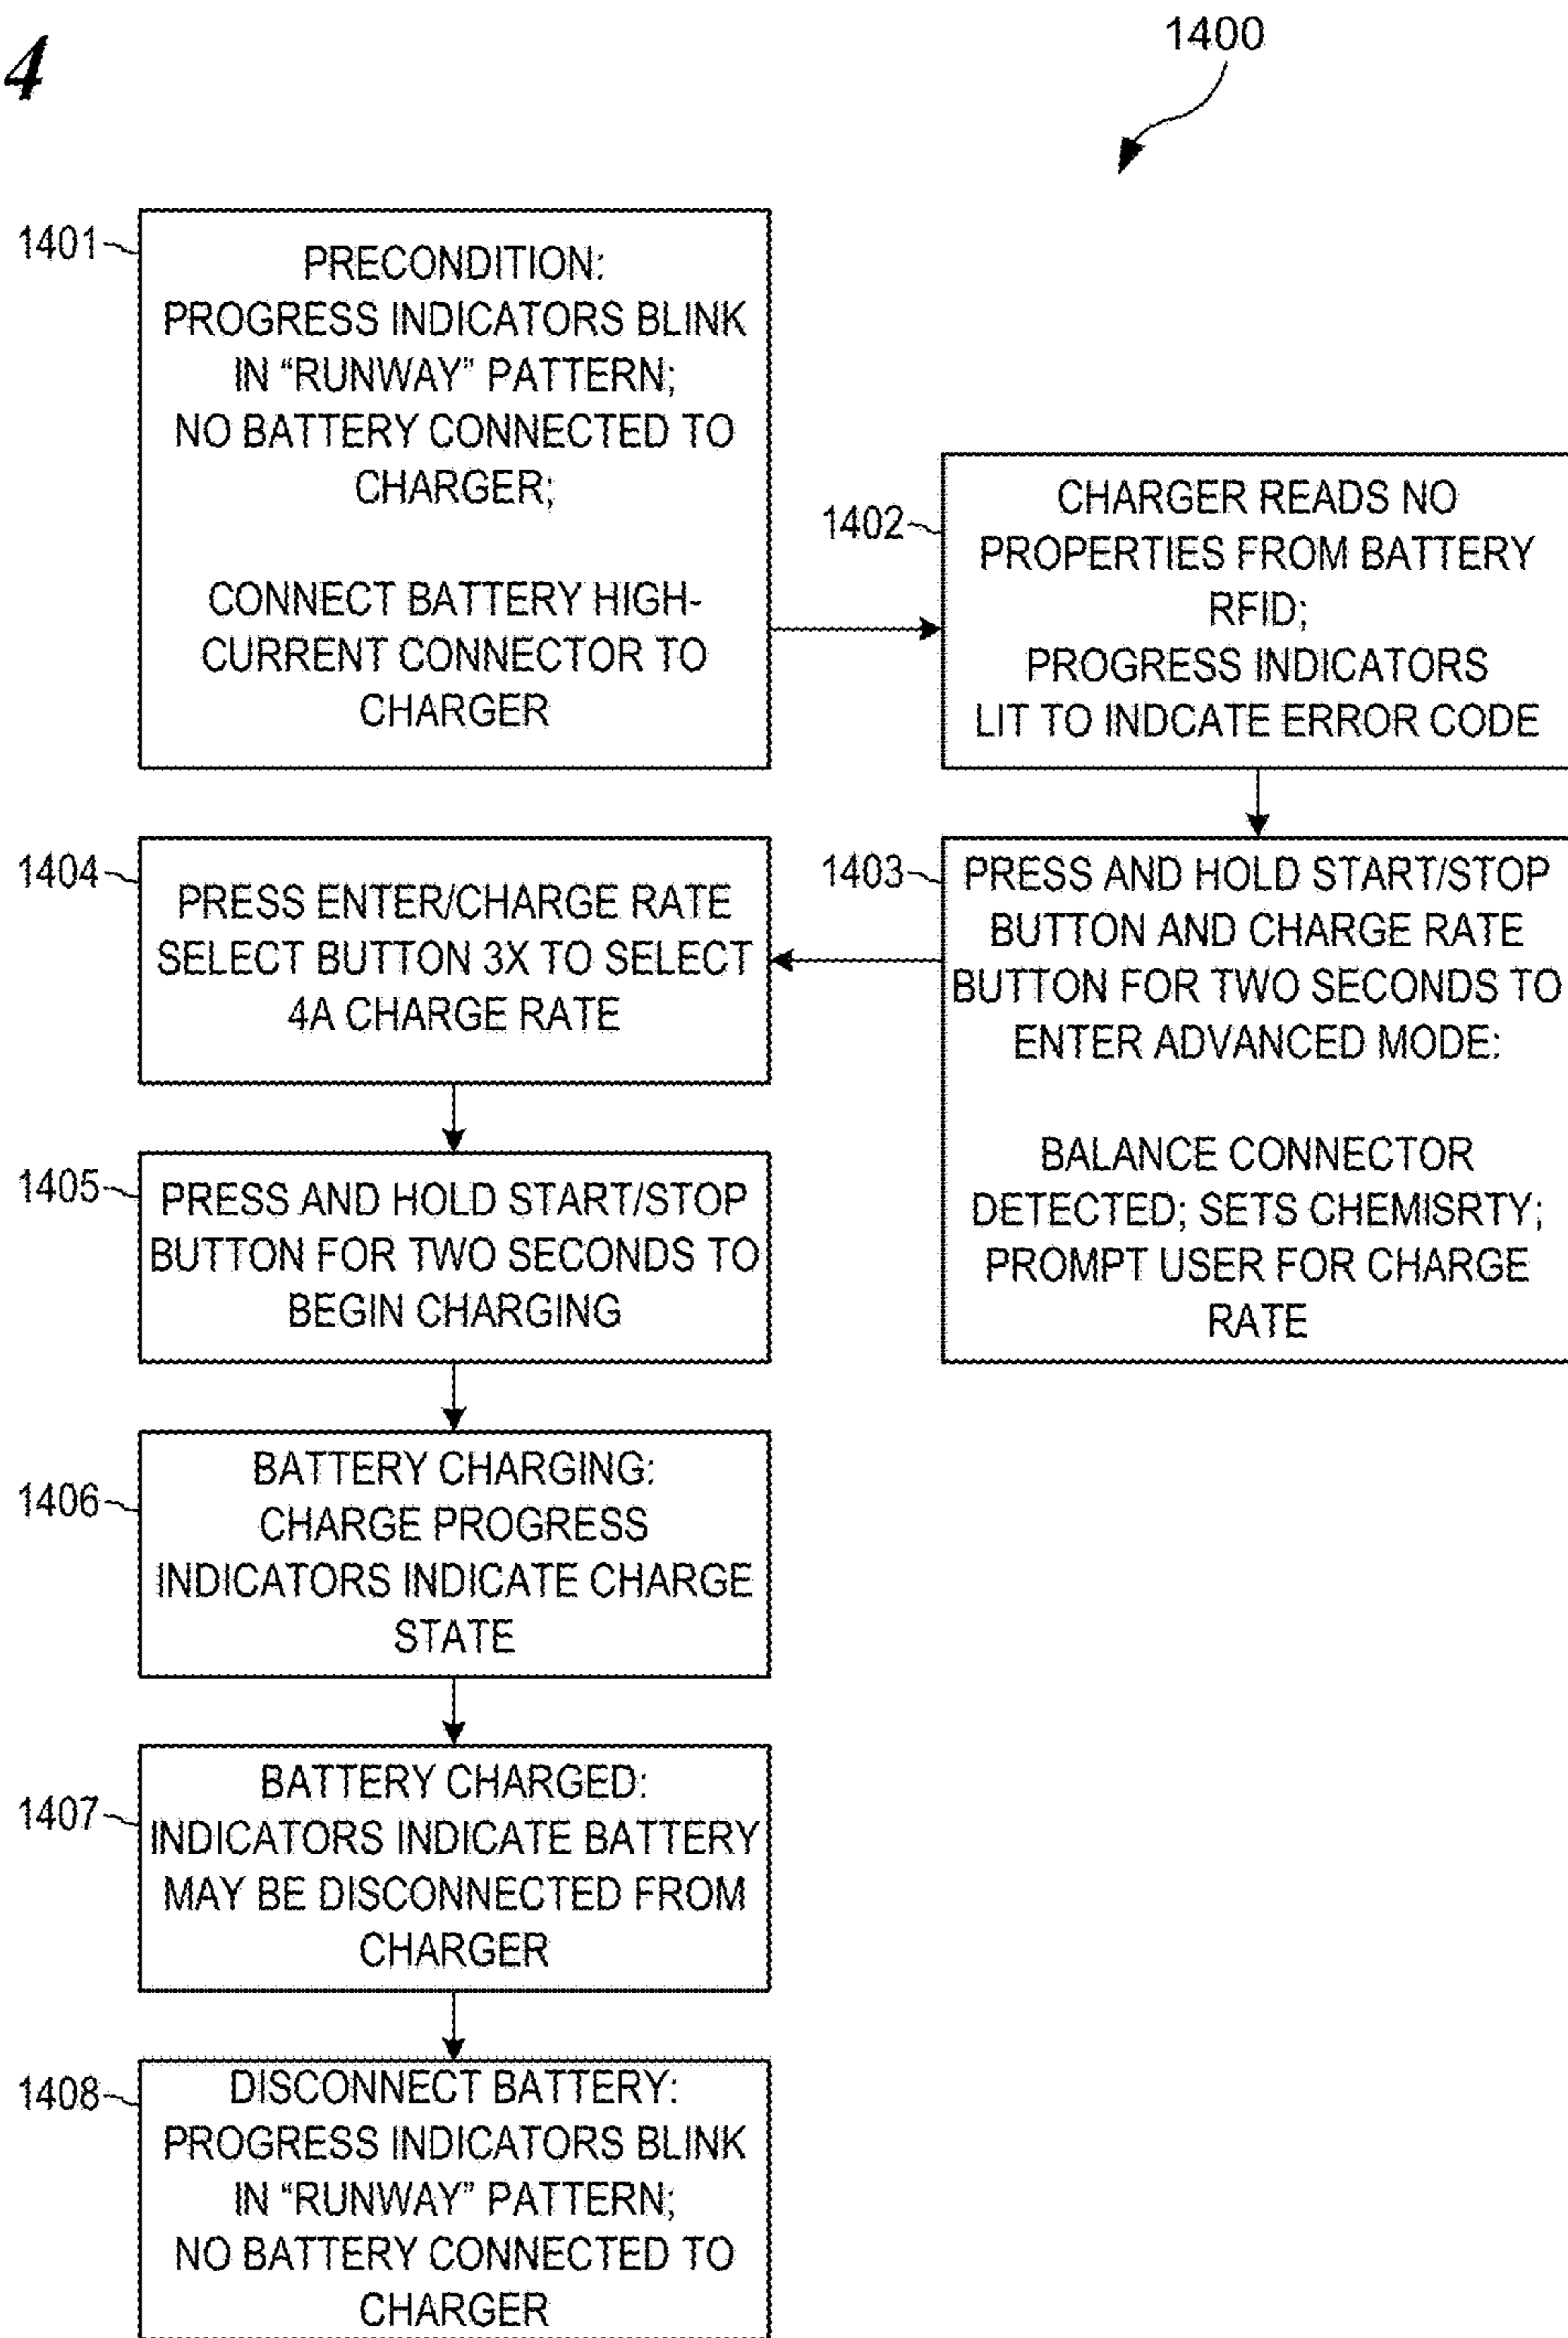 4
1400
1401
PRECONDITION:
PROGRESS INDICATORS BLINK
IN “RUNWAY” PATTERN;
NO BATTERY CONNECTED TO
CHARGER;
CONNECT BATTERY HIGH-
CURRENT CONNECTOR TO
CHARGER
1402
CHARGER READS NO
PROPERTIES FROM BATTERY
RFID;
PROGRESS INDICATORS
LIT TO INDCATE ERROR CODE
1403
PRESS AND HOLD START/STOP
BUTTON AND CHARGE RATE
BUTTON FOR TWO SECONDS TO
ENTER ADVANCED MODE:
BALANCE CONNECTOR
DETECTED; SETS CHEMISRTY;
PROMPT USER FOR CHARGE
RATE
1404
PRESS ENTER/CHARGE RATE
SELECT BUTTON 3X TO SELECT
4A CHARGE RATE
1405
PRESS AND HOLD START/STOP
BUTTON FOR TWO SECONDS TO
BEGIN CHARGING
1406
BATTERY CHARGING:
CHARGE PROGRESS
INDICATORS INDICATE CHARGE
STATE
1407
BATTERY CHARGED:
INDICATORS INDICATE BATTERY
MAY BE DISCONNECTED FROM
CHARGER
1408
DISCONNECT BATTERY:
PROGRESS INDICATORS BLINK
IN “RUNWAY” PATTERN;
NO BATTERY CONNECTED TO
CHARGER